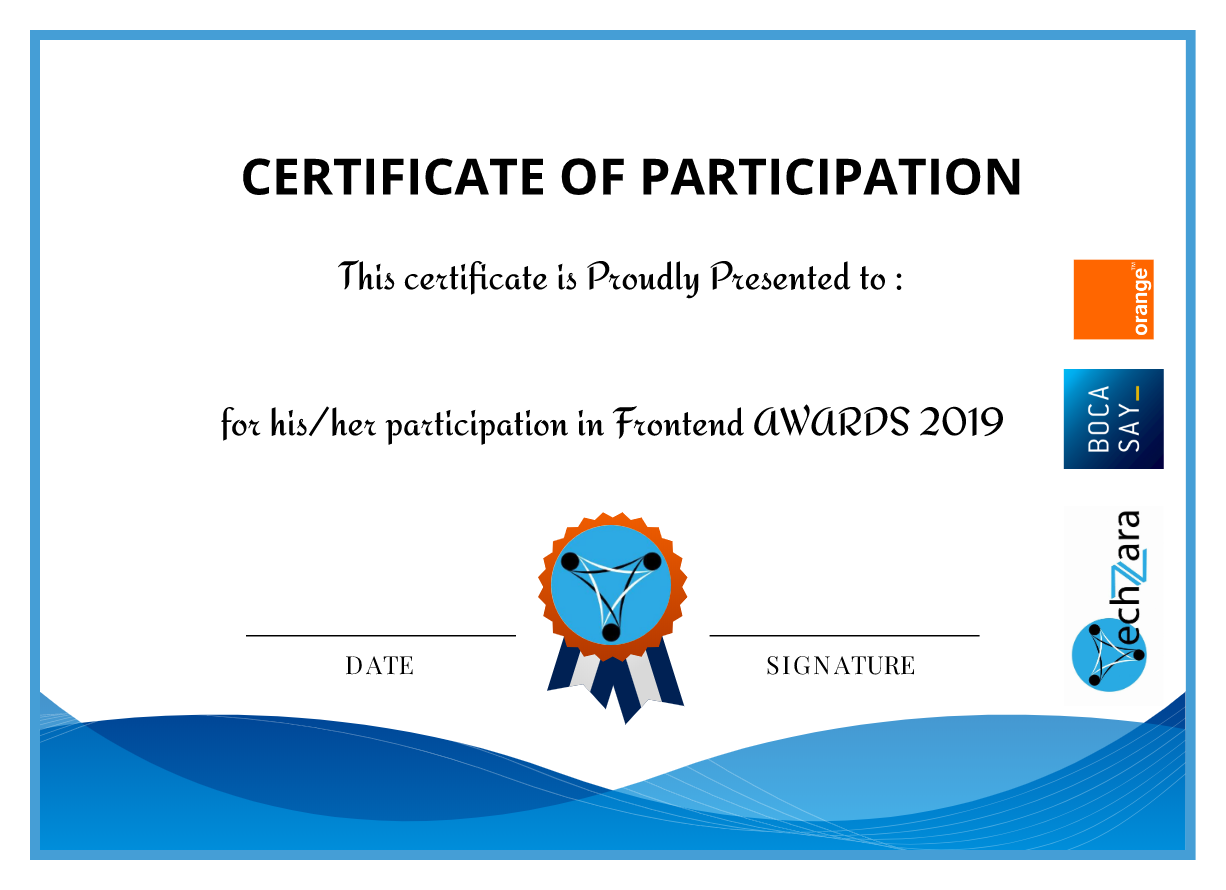 CERTIFICATE OF PARTICIPATION
This certificate is Proudly Presented to :
for his/her participation in Frontend AWARDS 2019
DATE
SIGNATURE
orange™
BOCA
SAY_
echZara